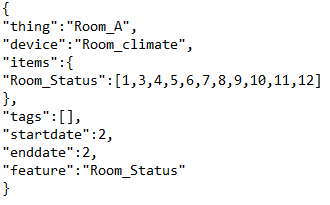 {
"thing":"Room_A",
"device":"Room_climate",
"items":{
"Room_Status":[1,3,4,5,6,7,8,9,10,11,12]
},
"tags":[],
"startdate":2,
"enddate":2,
"feature":"Room_Status"
}